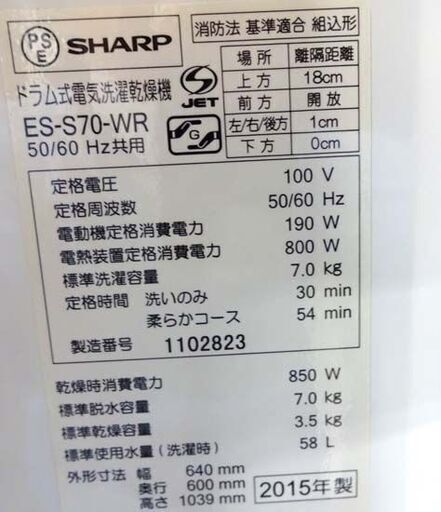 PS
E
SHARP
ドラム式電気洗濯乾燥機
S
JET
ES-S70-WR
50/60 Hz共用
G
消防法 基準適合 組込形
場所 離隔距離
上方 18cm
前方 開放
左/右/後方 1cm
下方 0cm
定格電圧 100 V
定格周波数 50/60 Hz
電動機定格消費電力 190 W
電熱装置定格消費電力 800 W
標準洗濯容量 7.0 kg
定格時間 洗いのみ 30 min
柔らかコース 54 min
製造番号 1102823
乾燥時消費電力 850 W
標準脱水容量 7.0 kg
標準乾燥容量 3.5 kg
標準使用水量(洗濯時) 58 L
外形寸法 幅 640 mm
奥行 600 mm
高さ 1039 mm
2015年製